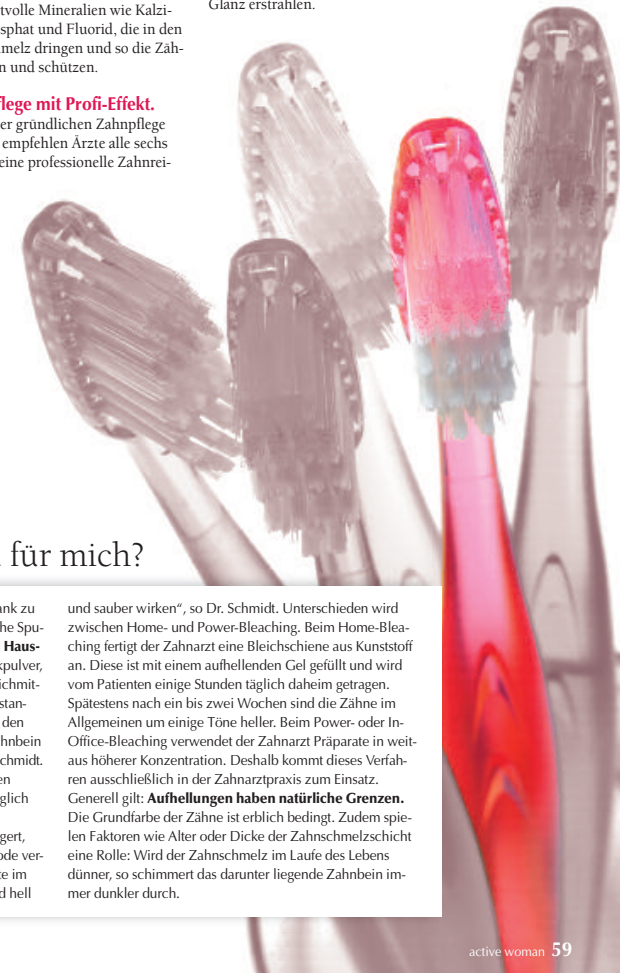 tvolle Mineralien wie Kalzi-
sphat und Fluorid, die in den
melz dringen und so die Zäh-
n und schützen.
flege mit Profi-Effekt.
er gründlichen Zahnpflege
empfehlen Ärzte alle sechs
eine professionelle Zahnrei-
Glanz erstrahlen.
für mich?
ank zu
he Spu-
Haus-
kpulver,
ichmit-
stan-
den
hnbein
chmidt.
en
glich
gert,
ode ver-
te im
d hell
und sauber wirken“, so Dr. Schmidt. Unterschieden wird
zwischen Home- und Power-Bleaching. Beim Home-Blea-
ching fertigt der Zahnarzt eine Bleichschiene aus Kunststoff
an. Diese ist mit einem aufhellenden Gel gefüllt und wird
vom Patienten einige Stunden täglich daheim getragen.
Spätestens nach ein bis zwei Wochen sind die Zähne im
Allgemeinen um einige Töne heller. Beim Power- oder In-
Office-Bleaching verwendet der Zahnarzt Präparate in weit-
aus höherer Konzentration. Deshalb kommt dieses Verfah-
ren ausschließlich in der Zahnarztpraxis zum Einsatz.
Generell gilt: Aufhellungen haben natürliche Grenzen.
Die Grundfarbe der Zähne ist erblich bedingt. Zudem spie-
len Faktoren wie Alter oder Dicke der Zahnschmelzschicht
eine Rolle: Wird der Zahnschmelz im Laufe des Lebens
dünner, so schimmert das darunter liegende Zahnbein im-
mer dunkler durch.
active woman 59